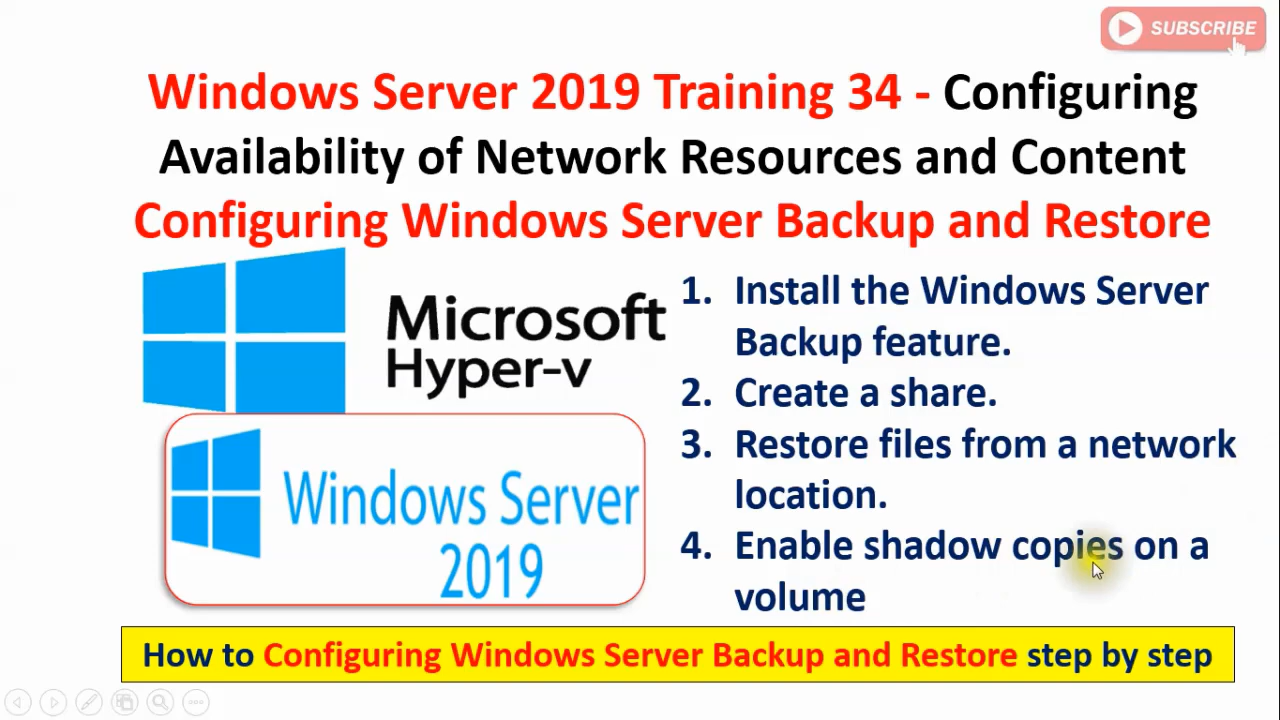 SUBSCRIBE
Windows Server 2019 Training 34 - Configuring
Availability of Network Resources and Content
Configuring Windows Server Backup and Restore
Microsoft
Hyper-v
Windows Server
2019
1. Install the Windows Server
Backup feature.
2. Create a share.
3. Restore files from a network
location.
4. Enable shadow copies on a
volume
How to Configuring Windows Server Backup and Restore step by step